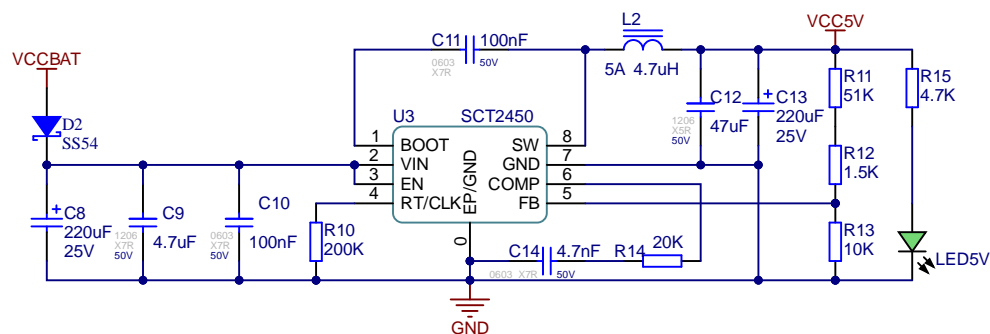 VCCBAT
D2
SS54
C8
220uF
25V
C9
1206
X7R
50V
4.7uF
C10
0603
X7R
50V
100nF
C11
100nF
0603
X7R
50V
U3
SCT2450
1
BOOT
2
VIN
3
EN
4
RT/CLK
EP/GND
0
8
SW
7
GND
6
COMP
5
FB
R10
200K
C14
4.7nF
0603 X7R
50V
R14
20K
GND
L2
5A 4.7uH
VCC5V
C12
1206
X5R
50V
47uF
C13
220uF
25V
R11
51K
R12
1.5K
R13
10K
R15
4.7K
LED5V